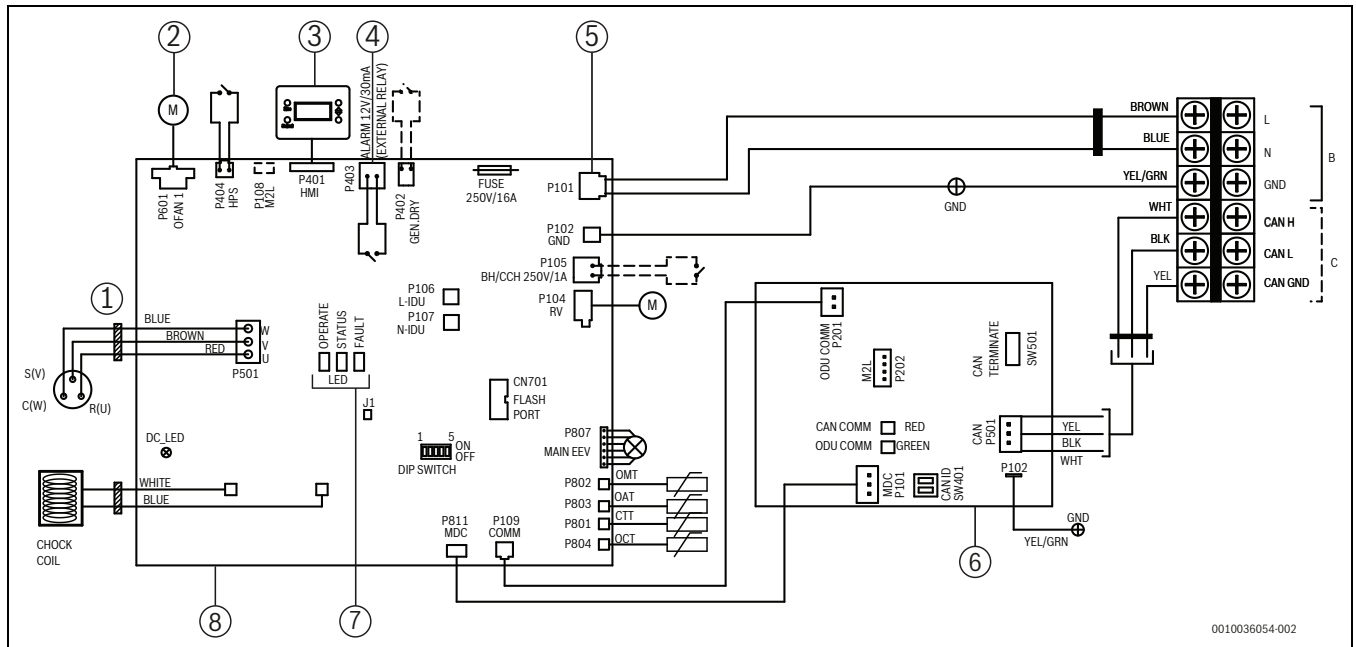 2
3
4
5
M
P601
OFAN 1
P404
HPS
P108
M2L
P401
HMI
P403
ALARM 12V/30mA
(EXTERNAL RELAY)
P402
GEN.DRY
FUSE
250V/16A
P101
P102
GND
P105
BH/CCH 250V/1A
P104
RV
M
P106
L-IDU
P107
N-IDU
1
BLUE
BROWN
RED
W
V
U
P501
S(V)
C(W)
R(U)
OPERATE
STATUS
FAULT
LED
J1
CN701
FLASH
PORT
DC_LED
1
5
ON
OFF
DIP SWITCH
P807
MAIN EEV
P802
OMT
P803
OAT
P801
CTT
P804
OCT
WHITE
BLUE
CHOCK
COIL
P811
MDC
P109
COMM
8
7
BROWN
BLUE
YEL/GRN
GND
WHT
BLK
YEL
L
N
GND
CAN H
CAN L
CAN GND
B
C
ODU COMM
P201
M2L
P202
CAN
TERMINATE
SW501
CAN COMM
RED
ODU COMM
GREEN
CAN
P501
YEL
BLK
WHT
MDC
P101
CANID
SW401
P102
GND
YEL/GRN
6
0010036054-002